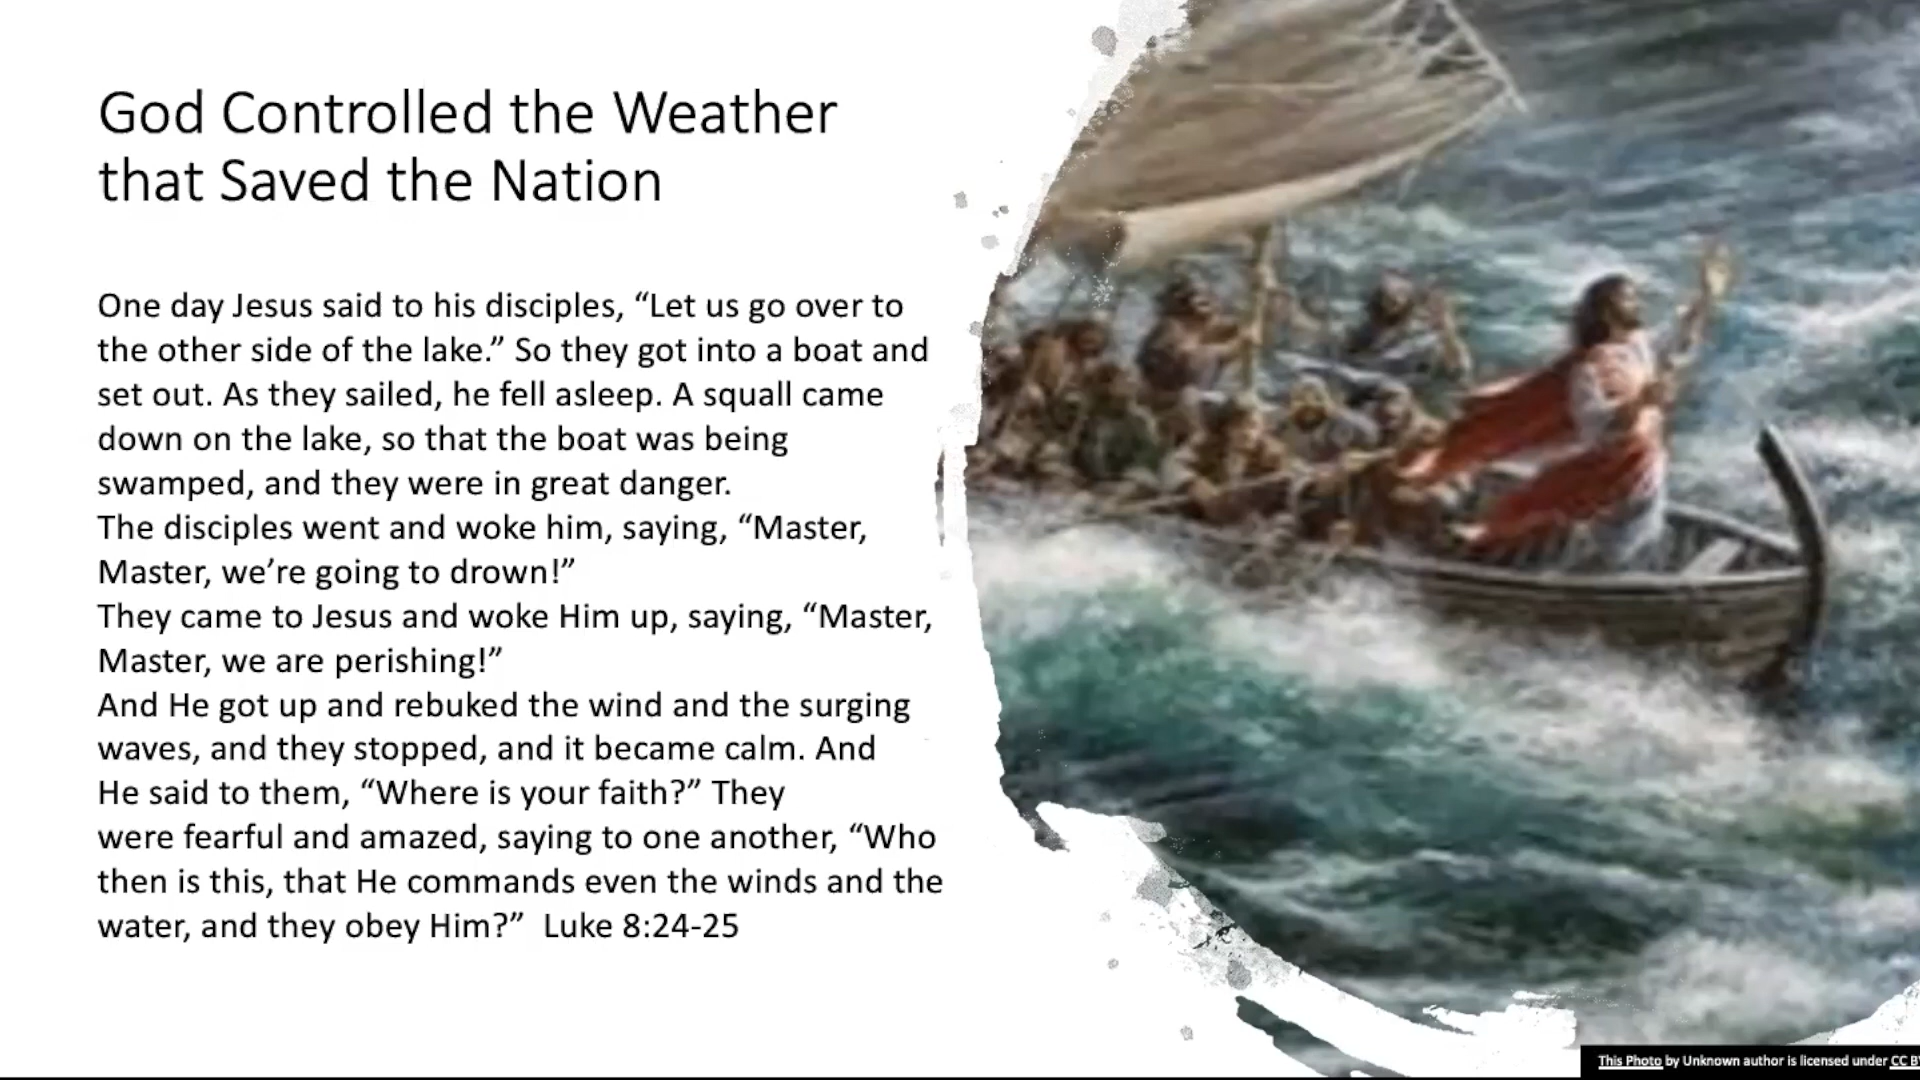 God Controlled the Weather
that Saved the Nation
One day Jesus said to his disciples, “Let us go over to
the other side of the lake.” So they got into a boat and
set out. As they sailed, he fell asleep. A squall came
down on the lake, so that the boat was being
swamped, and they were in great danger.
The disciples went and woke him, saying, “Master,
Master, we’re going to drown!”
They came to Jesus and woke Him up, saying, “Master,
Master, we are perishing!”
And He got up and rebuked the wind and the surging
waves, and they stopped, and it became calm. And
He said to them, “Where is your faith?” They
were fearful and amazed, saying to one another, “Who
then is this, that He commands even the winds and the
water, and they obey Him?” Luke 8:24-25
This Photo by Unknown author is licensed under CC BY